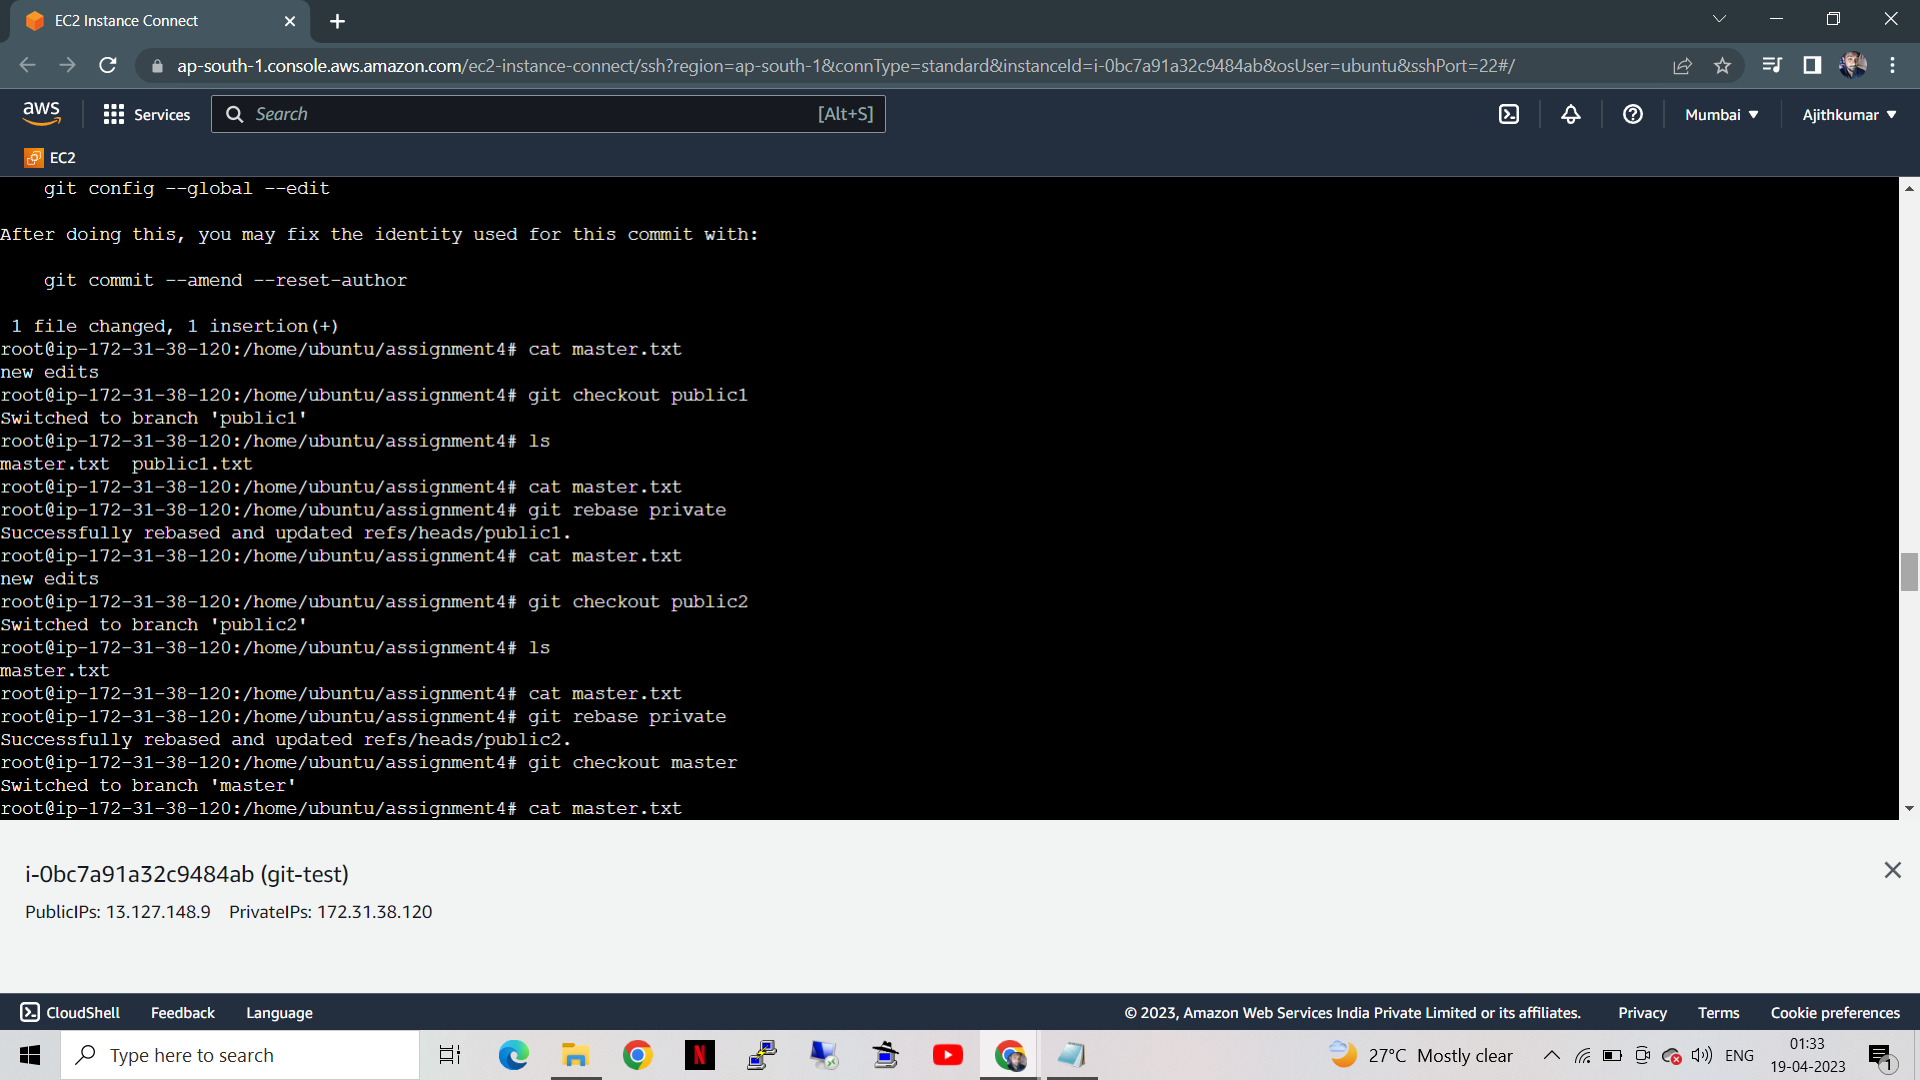 EC2 Instance Connect
ap-south-1.console.aws.amazon.com/ec2-instance-connect/ssh?region=ap-south-1&connType=standard&instanceId=i-0bc7a91a32c9484ab&osUser=ubuntu&sshPort=22#/
aws Services Search [Alt+S] Mumbai Ajithkumar
EC2
git config --global --edit
After doing this, you may fix the identity used for this commit with:
git commit --amend --reset-author
1 file changed, 1 insertion(+)
root@ip-172-31-38-120:/home/ubuntu/assignment4# cat master.txt
new edits
root@ip-172-31-38-120:/home/ubuntu/assignment4# git checkout public1
Switched to branch 'public1'
root@ip-172-31-38-120:/home/ubuntu/assignment4# ls
master.txt  public1.txt
root@ip-172-31-38-120:/home/ubuntu/assignment4# cat master.txt
root@ip-172-31-38-120:/home/ubuntu/assignment4# git rebase private
Successfully rebased and updated refs/heads/public1.
root@ip-172-31-38-120:/home/ubuntu/assignment4# cat master.txt
new edits
root@ip-172-31-38-120:/home/ubuntu/assignment4# git checkout public2
Switched to branch 'public2'
root@ip-172-31-38-120:/home/ubuntu/assignment4# ls
master.txt
root@ip-172-31-38-120:/home/ubuntu/assignment4# cat master.txt
root@ip-172-31-38-120:/home/ubuntu/assignment4# git rebase private
Successfully rebased and updated refs/heads/public2.
root@ip-172-31-38-120:/home/ubuntu/assignment4# git checkout master
Switched to branch 'master'
root@ip-172-31-38-120:/home/ubuntu/assignment4# cat master.txt
i-0bc7a91a32c9484ab (git-test)
PublicIPs: 13.127.148.9 PrivateIPs: 172.31.38.120
CloudShell Feedback Language © 2023, Amazon Web Services India Private Limited or its affiliates. Privacy Terms Cookie preferences
Type here to search N 27°C Mostly clear ENG 01:33
19-04-2023 1